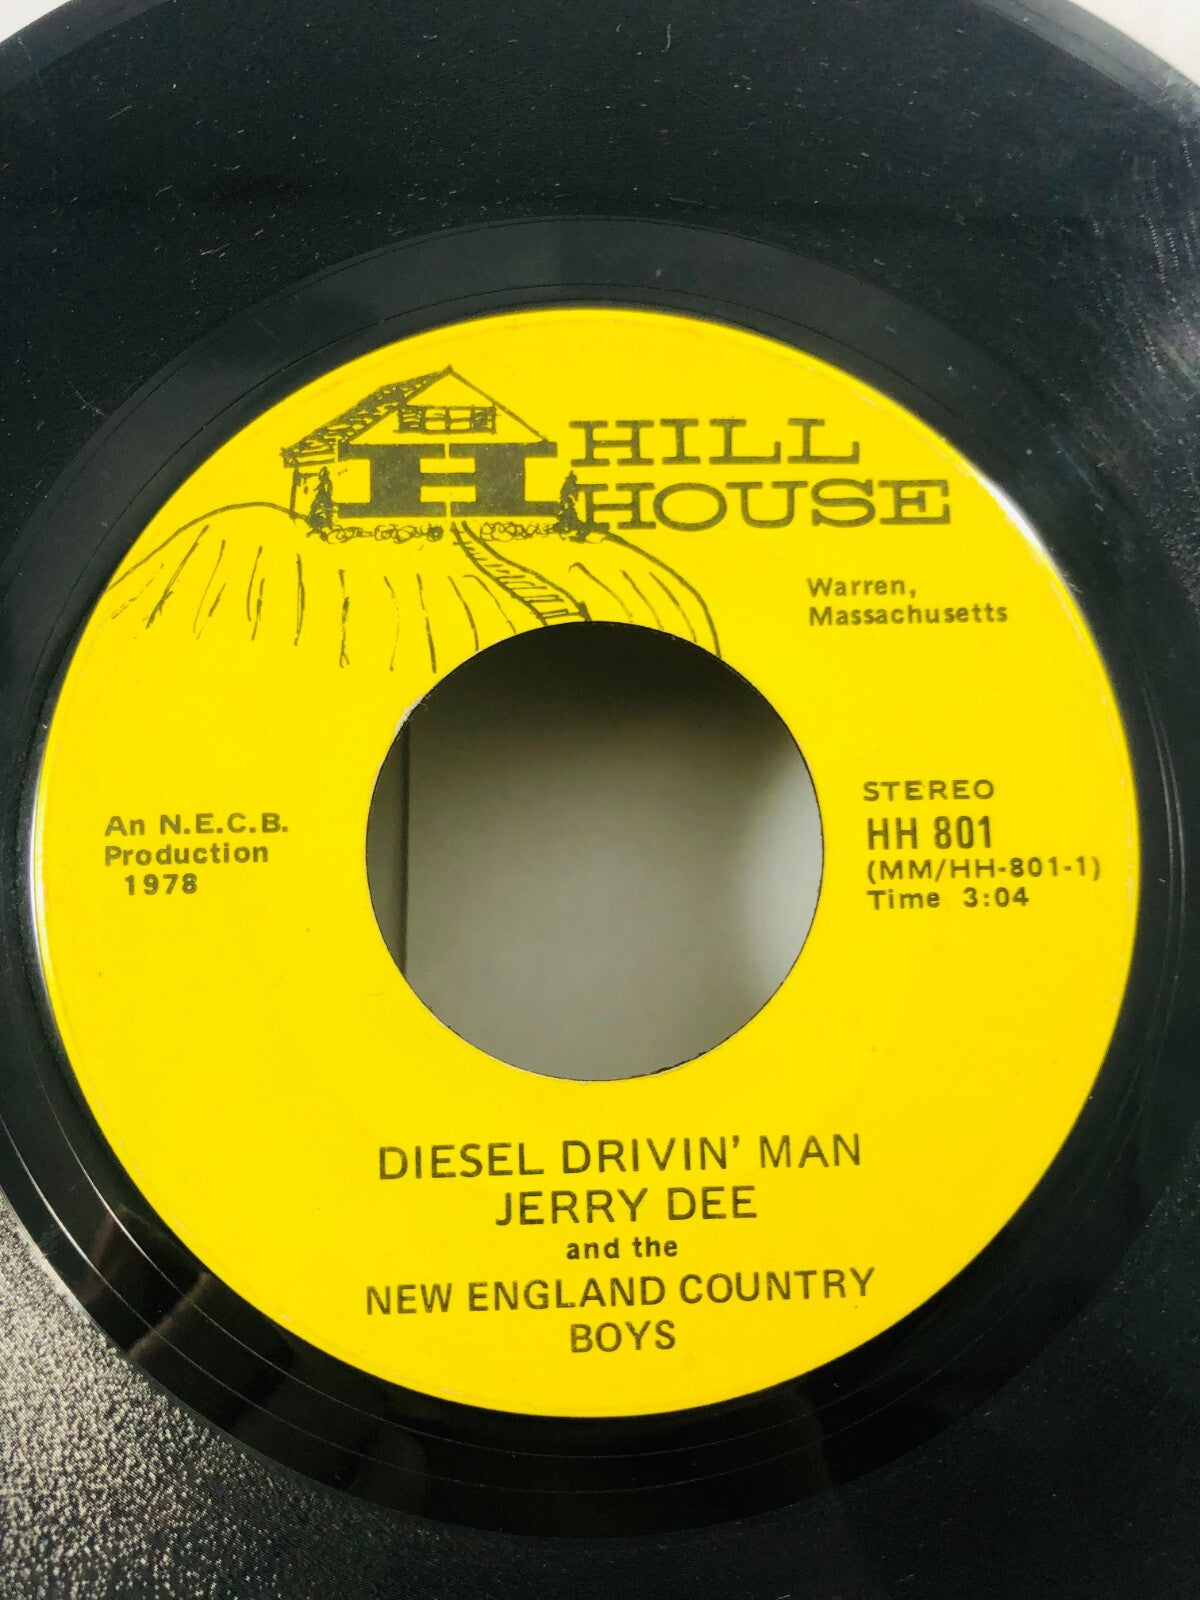 H HILL
HOUSE
Warren,
Massachusetts
An N.E.C.B.
Production
1978
STEREO
HH 801
(MM/HH-801-1)
Time 3:04
DIESEL DRIVIN' MAN
JERRY DEE
and the
NEW ENGLAND COUNTRY
BOYS